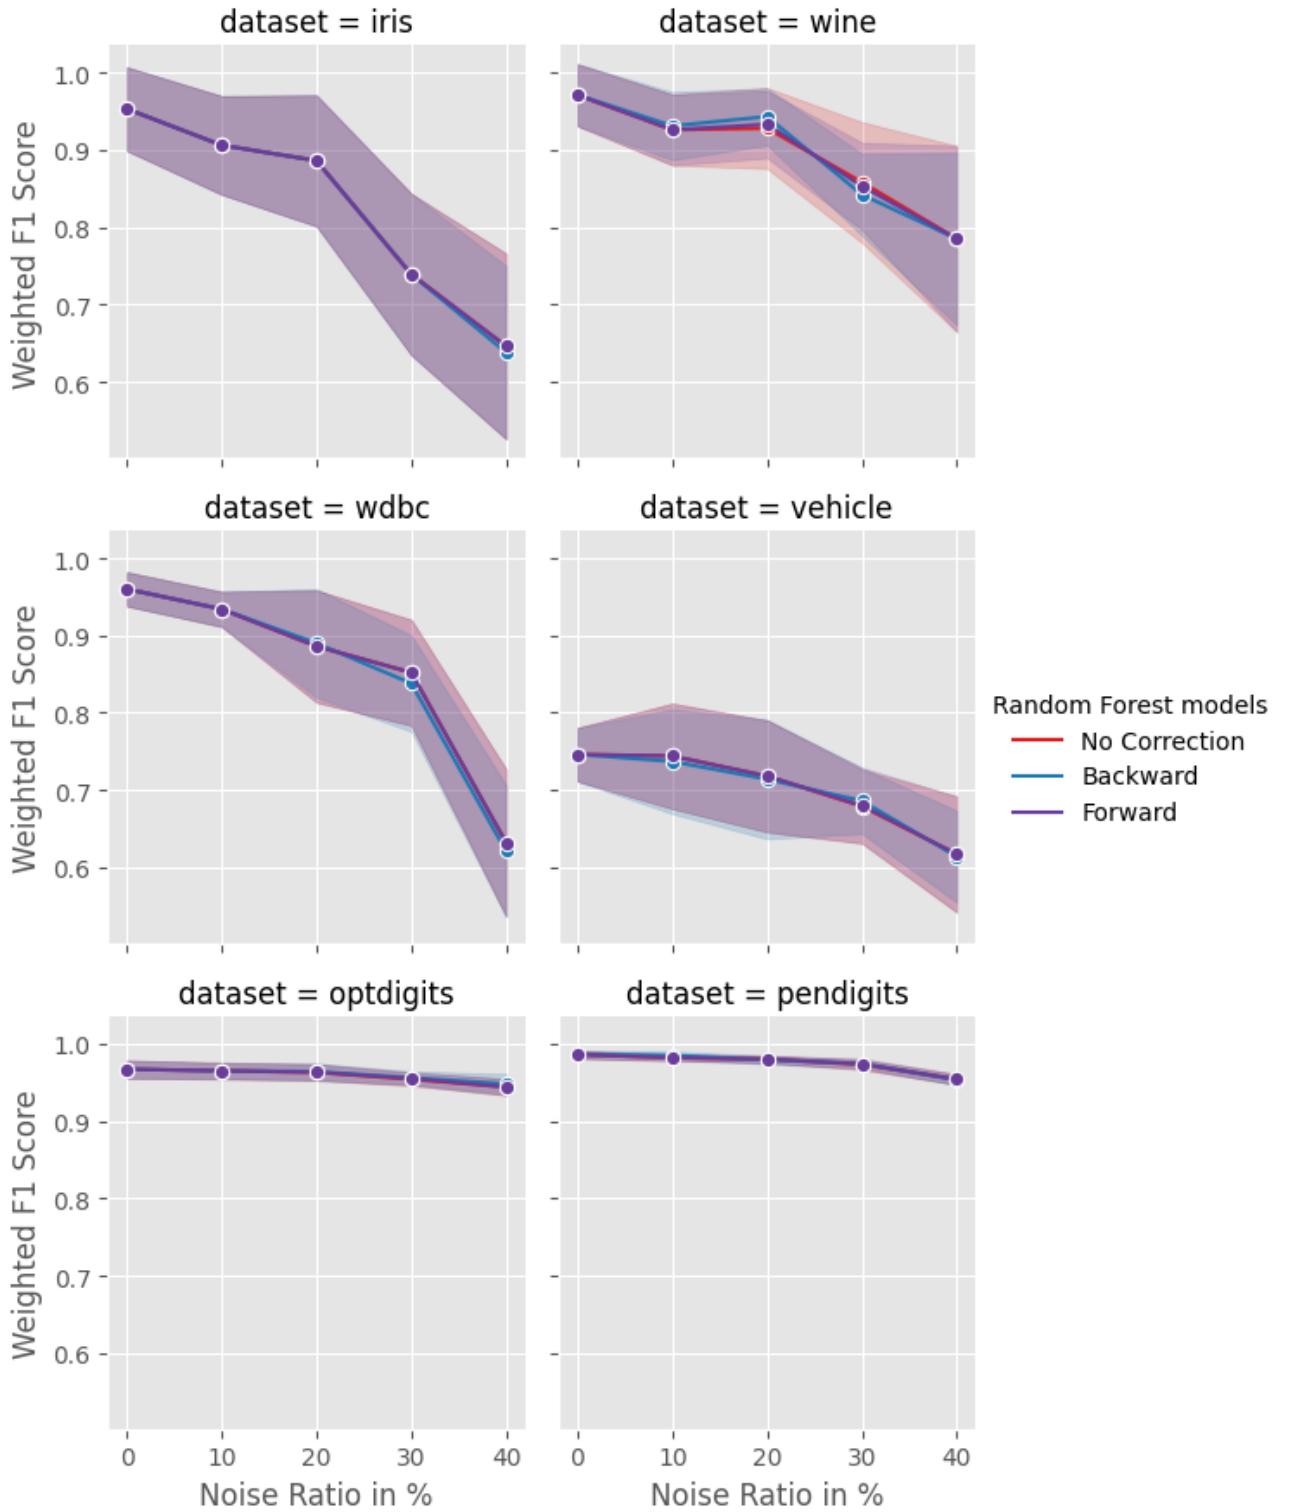 dataset = iris
dataset = wine
Weighted F1 Score
1.0
0.9
0.8
0.7
0.6
dataset = wdbc
dataset = vehicle
Weighted F1 Score
1.0
0.9
0.8
0.7
0.6
Random Forest models
No Correction
Backward
Forward
dataset = optdigits
dataset = pendigits
Weighted F1 Score
1.0
0.9
0.8
0.7
0.6
0 10 20 30 40
0 10 20 30 40
Noise Ratio in %
Noise Ratio in %